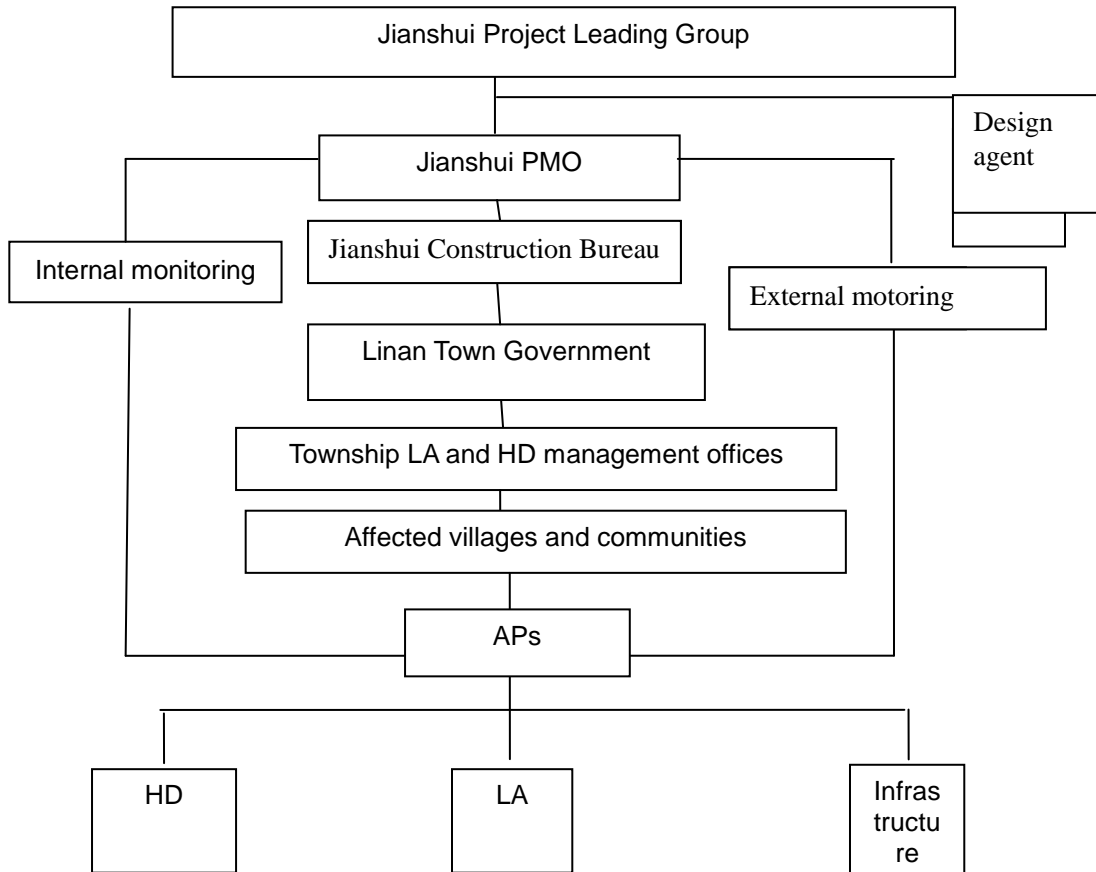 Jianshui Project Leading Group
Design
agent
Jianshui PMO
Jianshui Construction Bureau
Internal monitoring
External motoring
Linan Town Government
Township LA and HD management offices
Affected villages and communities
APs
HD
LA
Infras
tructu
re